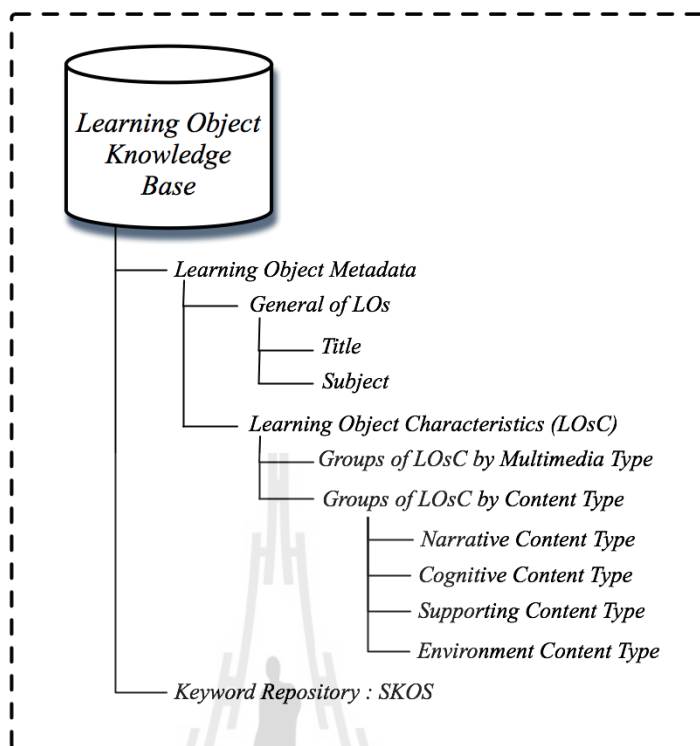 Learning Object
Knowledge
Base
Learning Object Metadata
General of LOs
Title
Subject
Learning Object Characteristics (LOsC)
Groups of LOsC by Multimedia Type
Groups of LOsC by Content Type
Narrative Content Type
Cognitive Content Type
Supporting Content Type
Environment Content Type
Keyword Repository : SKOS